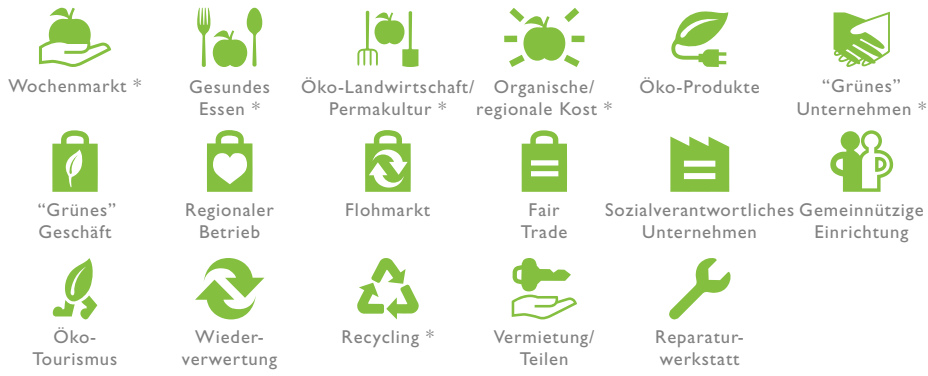 Wochenmarkt *
Gesundes
Essen *
Öko-Landwirtschaft/
Permakultur *
Organische/
regionale Kost *
Öko-Produkte
“Grünes”
Unternehmen *
“Grünes”
Geschäft
Regionaler
Betrieb
Flohmarkt
Fair
Trade
Sozialverantwortliches
Unternehmen
Gemeinnützige
Einrichtung
Öko-
Tourismus
Wieder-
verwertung
Recycling *
Vermietung/
Teilen
Reparatur-
werkstatt